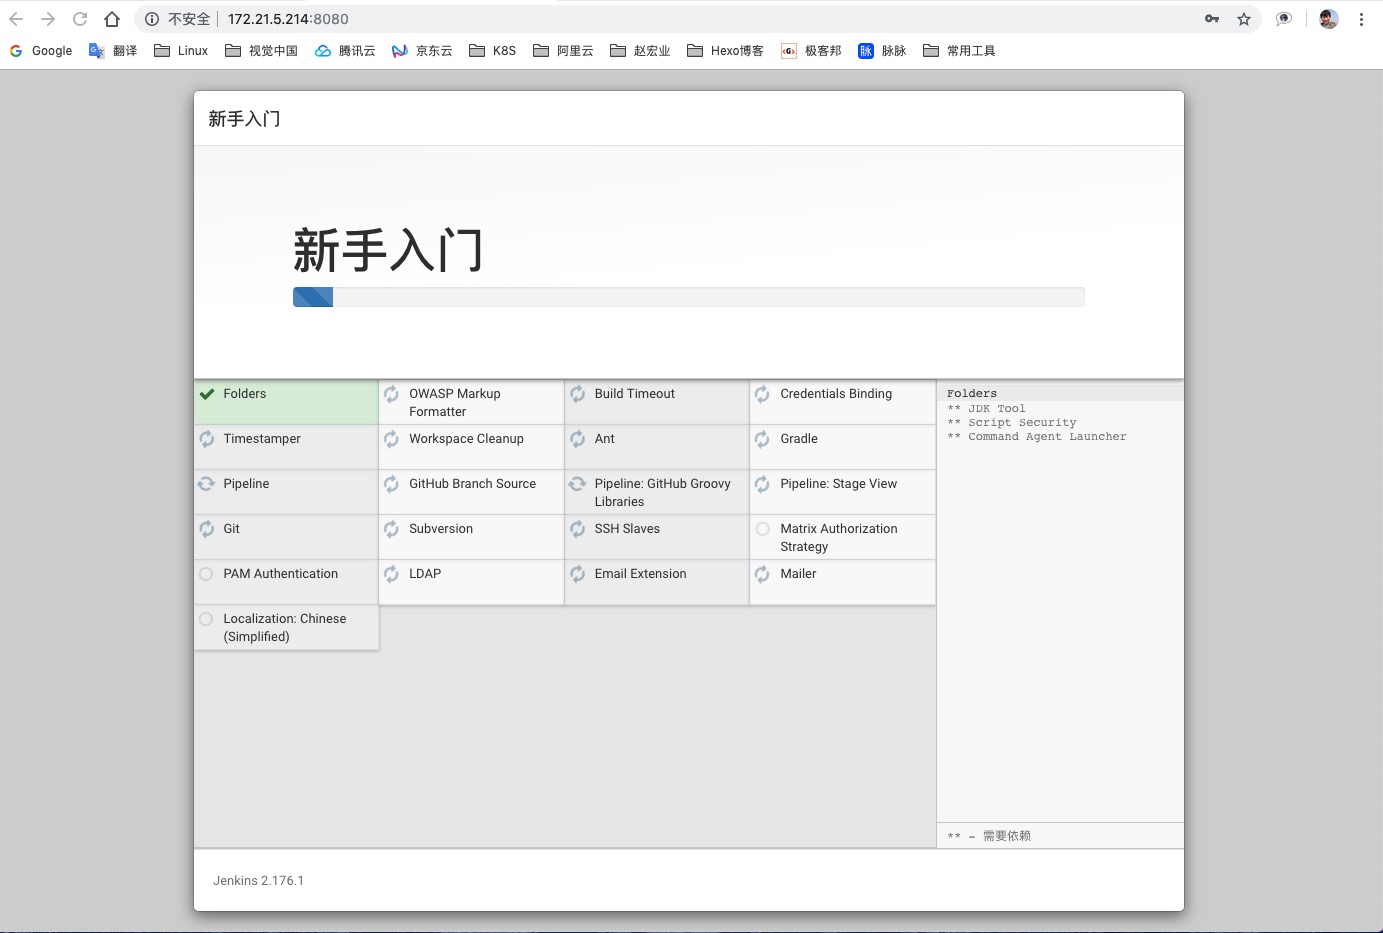 不安全 172.21.5.214:8080
Google 翻译 Linux 视觉中国 腾讯云 京东云 K8S 阿里云 赵宏业 Hexo博客 <G> 极客邦 脉 脉脉 常用工具
新手入门
新手入门
Folders
OWASP Markup Formatter
Build Timeout
Credentials Binding
Timestamper
Workspace Cleanup
Ant
Gradle
Pipeline
GitHub Branch Source
Pipeline: GitHub Groovy Libraries
Pipeline: Stage View
Git
Subversion
SSH Slaves
Matrix Authorization Strategy
PAM Authentication
LDAP
Email Extension
Mailer
Localization: Chinese (Simplified)
Folders
** JDK Tool
** Script Security
** Command Agent Launcher
** - 需要依赖
Jenkins 2.176.1